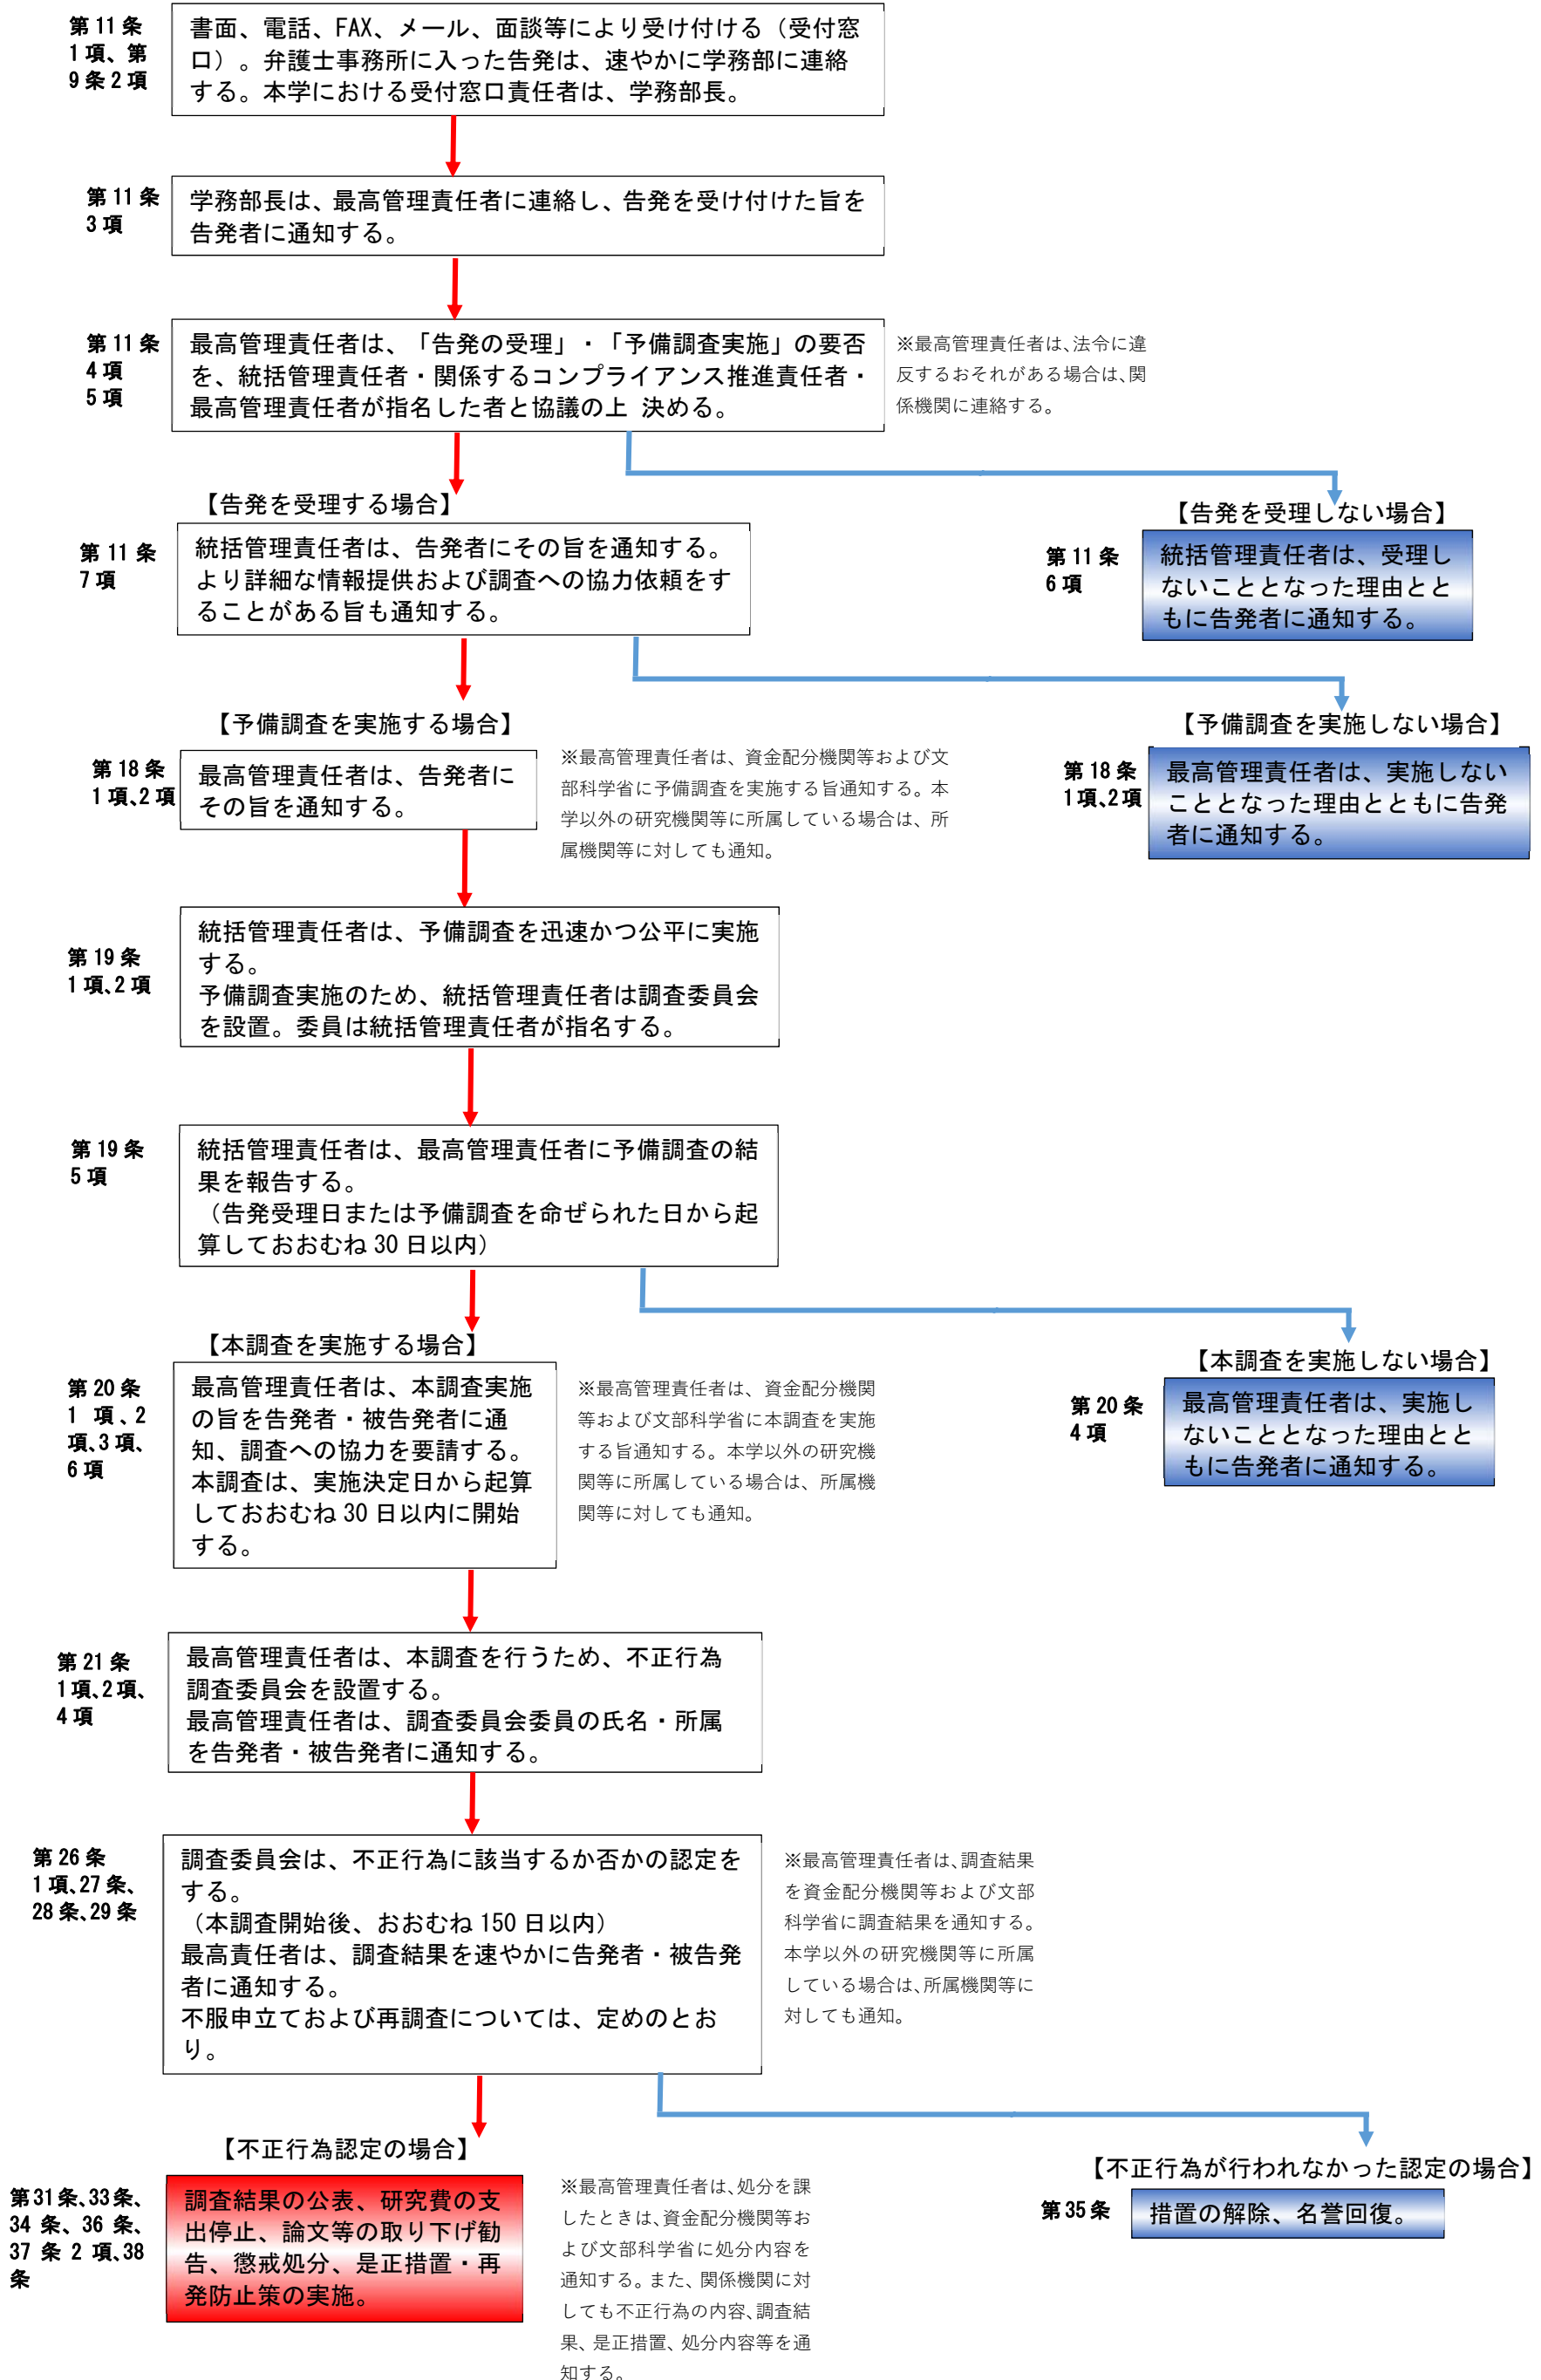 第11条
1項、第
9条2項
書面、電話、FAX、メール、面談等により受け付ける（受付窓
口）。弁護士事務所に入った告発は、速やかに学務部に連絡
する。本学における受付窓口責任者は、学務部長。
第11条
3項
学務部長は、最高管理責任者に連絡し、告発を受け付けた旨を
告発者に通知する。
第11条
4項
5項
最高管理責任者は、「告発の受理」・「予備調査実施」の要否
を、統括管理責任者・関係するコンプライアンス推進責任者・
最高管理責任者が指名した者と協議の上 決める。
※最高管理責任者は、法令に違
反するおそれがある場合は、関
係機関に連絡する。
【告発を受理する場合】
第11条
7項
統括管理責任者は、告発者にその旨を通知する。
より詳細な情報提供および調査への協力依頼をす
ることがある旨も通知する。
【告発を受理しない場合】
第11条
6項
統括管理責任者は、受理し
ないこととなった理由とと
もに告発者に通知する。
【予備調査を実施する場合】
第18条
1項、2項
最高管理責任者は、告発者に
その旨を通知する。
※最高管理責任者は、資金配分機関等および文
部科学省に予備調査を実施する旨通知する。本
学以外の研究機関等に所属している場合は、所
属機関等に対しても通知。
【予備調査を実施しない場合】
第18条
1項、2項
最高管理責任者は、実施しない
こととなった理由とともに告発
者に通知する。
第19条
1項、2項
統括管理責任者は、予備調査を迅速かつ公平に実施
する。
予備調査実施のため、統括管理責任者は調査委員会
を設置。委員は統括管理責任者が指名する。
第19条
5項
統括管理責任者は、最高管理責任者に予備調査の結
果を報告する。
（告発受理日または予備調査を命ぜられた日から起
算しておおむね30日以内）
【本調査を実施する場合】
第20条
1 項、2
項、3項、
6項
最高管理責任者は、本調査実施
の旨を告発者・被告発者に通
知、調査への協力を要請する。
本調査は、実施決定日から起算
しておおむね30日以内に開始
する。
※最高管理責任者は、資金配分機関
等および文部科学省に本調査を実施
する旨通知する。本学以外の研究機
関等に所属している場合は、所属機
関等に対しても通知。
【本調査を実施しない場合】
第20条
4項
最高管理責任者は、実施し
ないこととなった理由とと
もに告発者に通知する。
第21条
1項、2項、
4項
最高管理責任者は、本調査を行うため、不正行為
調査委員会を設置する。
最高管理責任者は、調査委員会委員の氏名・所属
を告発者・被告発者に通知する。
第26条
1項、27条、
28条、29条
調査委員会は、不正行為に該当するか否かの認定を
する。
（本調査開始後、おおむね150日以内）
最高責任者は、調査結果を速やかに告発者・被告発
者に通知する。
不服申立ておよび再調査については、定めのとお
り。
※最高管理責任者は、調査結果
を資金配分機関等および文部
科学省に調査結果を通知する。
本学以外の研究機関等に所属
している場合は、所属機関等に
対しても通知。
【不正行為認定の場合】
第31条、33条、
34 条、36 条、
37 条 2 項、38
条
調査結果の公表、研究費の支
出停止、論文等の取り下げ勧
告、懲戒処分、是正措置・再
発防止策の実施。
※最高管理責任者は、処分を課
したときは、資金配分機関等お
よび文部科学省に処分内容を
通知する。また、関係機関に対
しても不正行為の内容、調査結
果、是正措置、処分内容等を通
知する。
【不正行為が行われなかった認定の場合】
第35条
措置の解除、名誉回復。